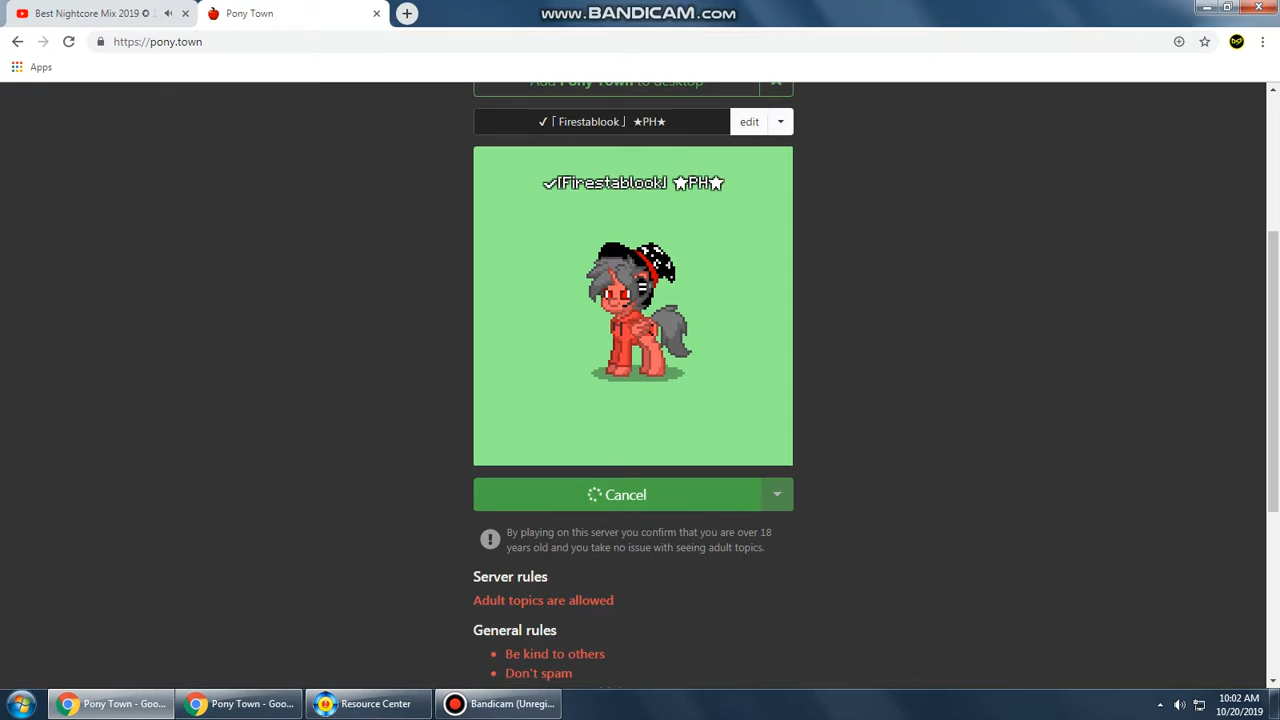 Best Nightcore Mix 2019
Pony Town
WWW.BANDICAM.COM
https://pony.town
Apps
Add Pony Town to desktop
✓「Firestablook」 ★PH★
edit
✓[Firestablook] ★PH★
Cancel
By playing on this server you confirm that you are over 18
years old and you take no issue with seeing adult topics.
Server rules
Adult topics are allowed
General rules
Be kind to others
Don't spam
Pony Town - Goo...
Pony Town - Goo...
Resource Center
Bandicam (Unregi...
10:02 AM
10/20/2019